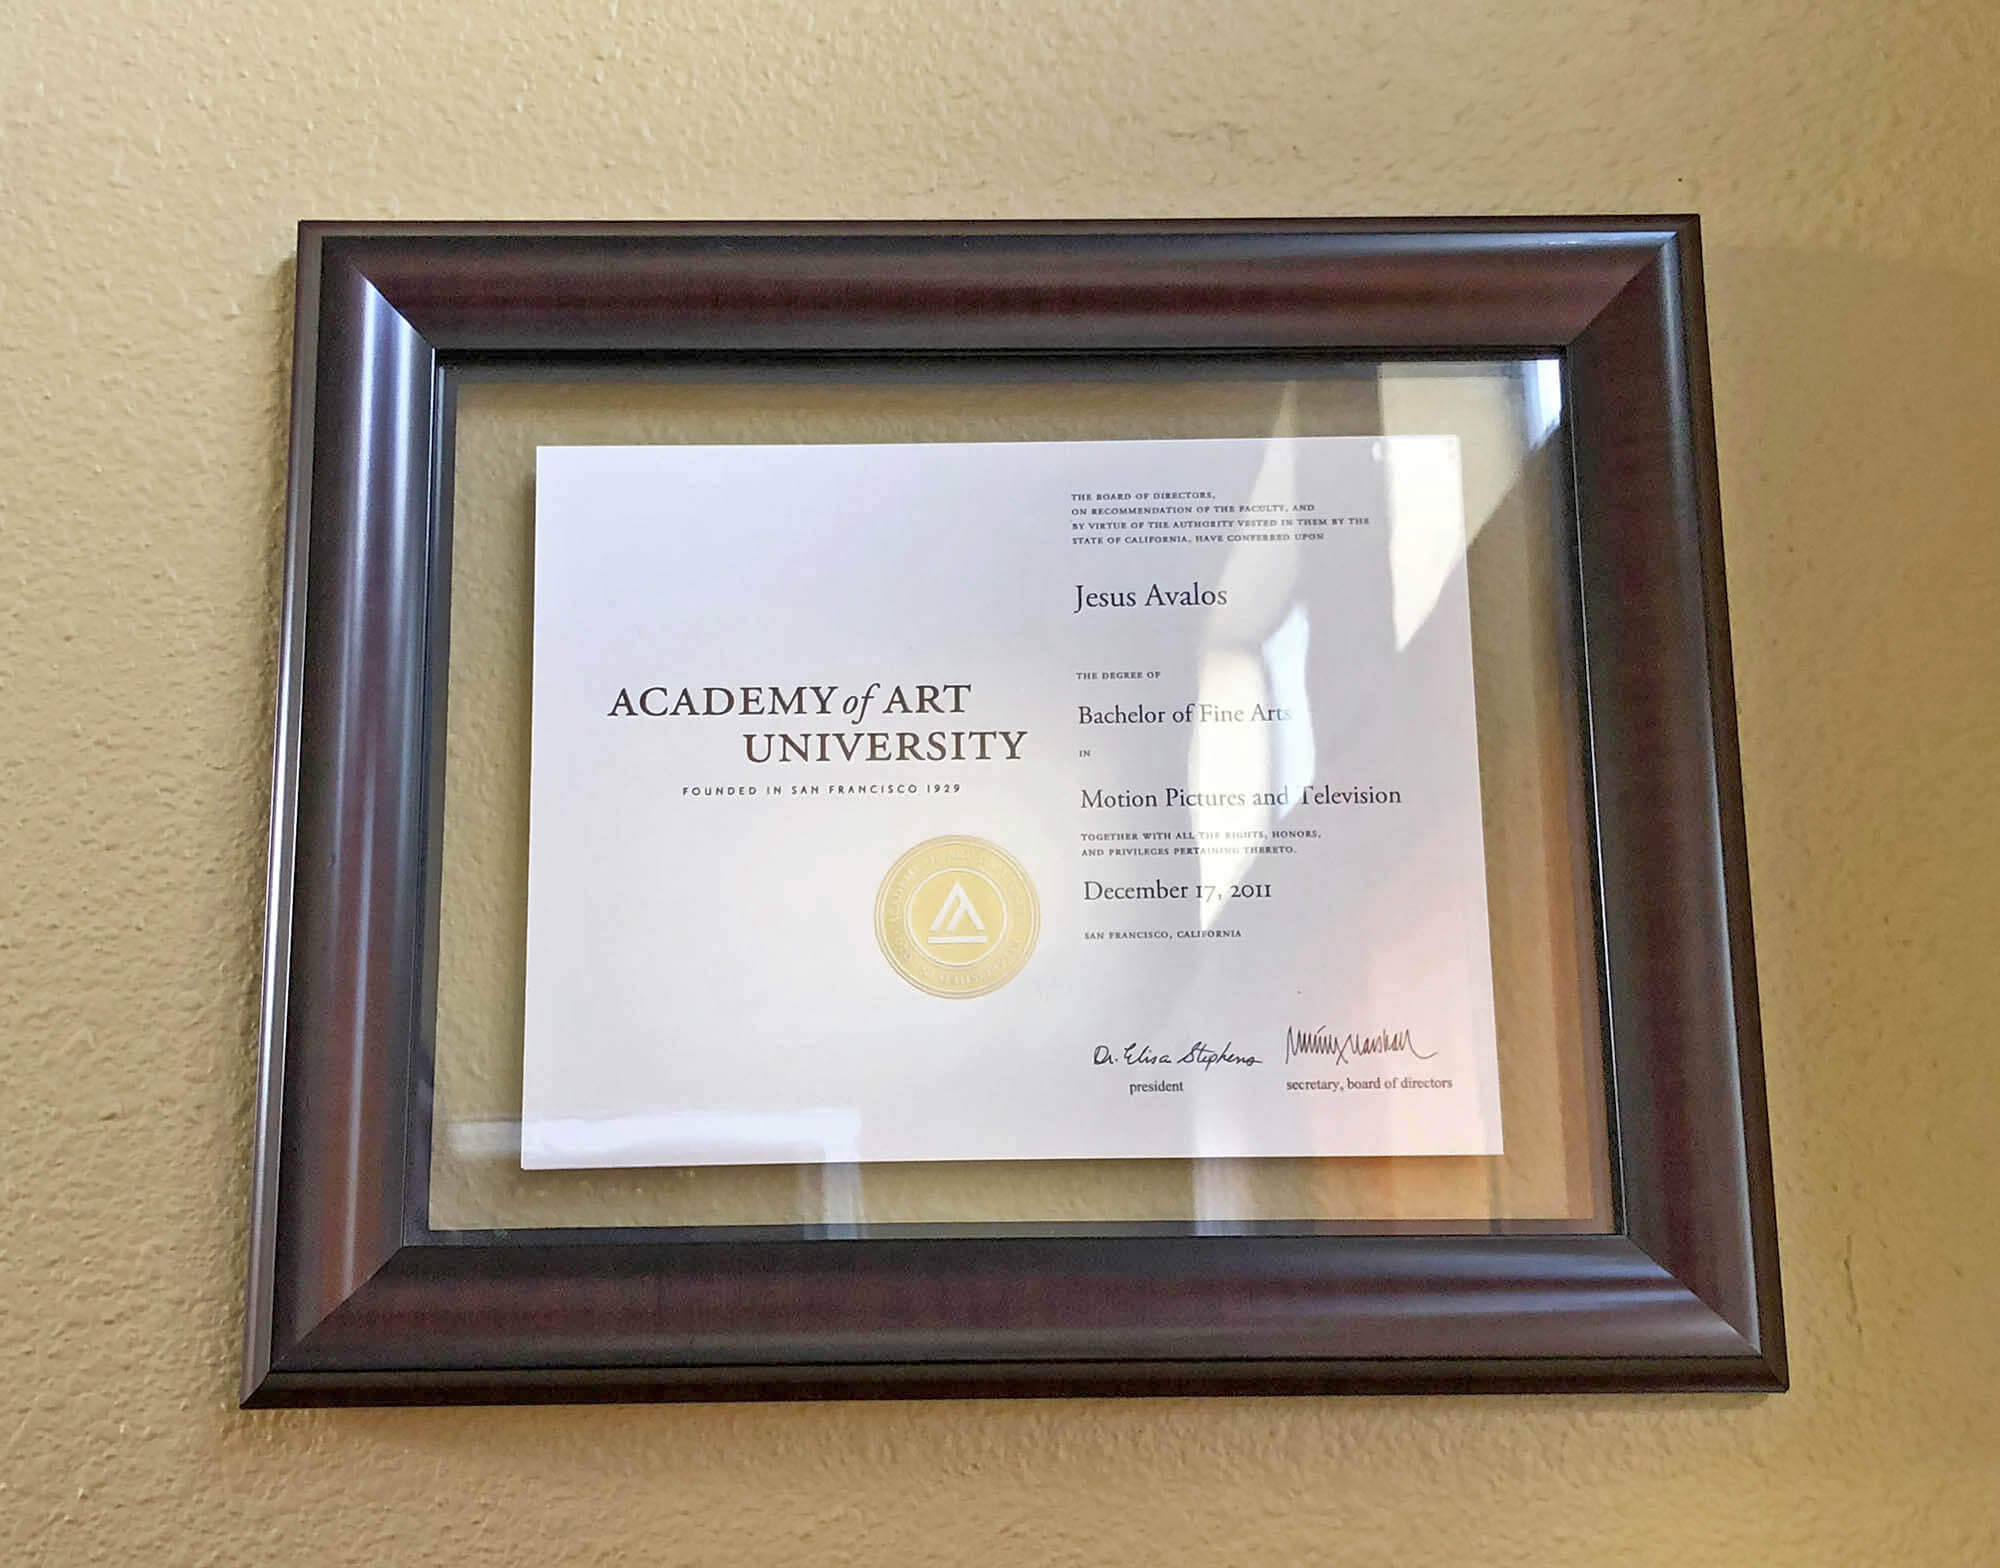 ACADEMY of ART
UNIVERSITY
FOUNDED IN SAN FRANCISCO 1929
THE BOARD OF DIRECTORS,
ON RECOMMENDATION OF THE FACULTY, AND
BY VIRTUE OF THE AUTHORITY VESTED IN THEM BY THE
STATE OF CALIFORNIA, HAVE CONFERRED UPON
Jesus Avalos
THE DEGREE OF
Bachelor of Fine Arts
IN
Motion Pictures and Television
TOGETHER WITH ALL THE RIGHTS, HONORS,
AND PRIVILEGES PERTAINING THERETO.
December 17, 2011
SAN FRANCISCO, CALIFORNIA
Dr. Elisa Stephens
president
secretary, board of directors